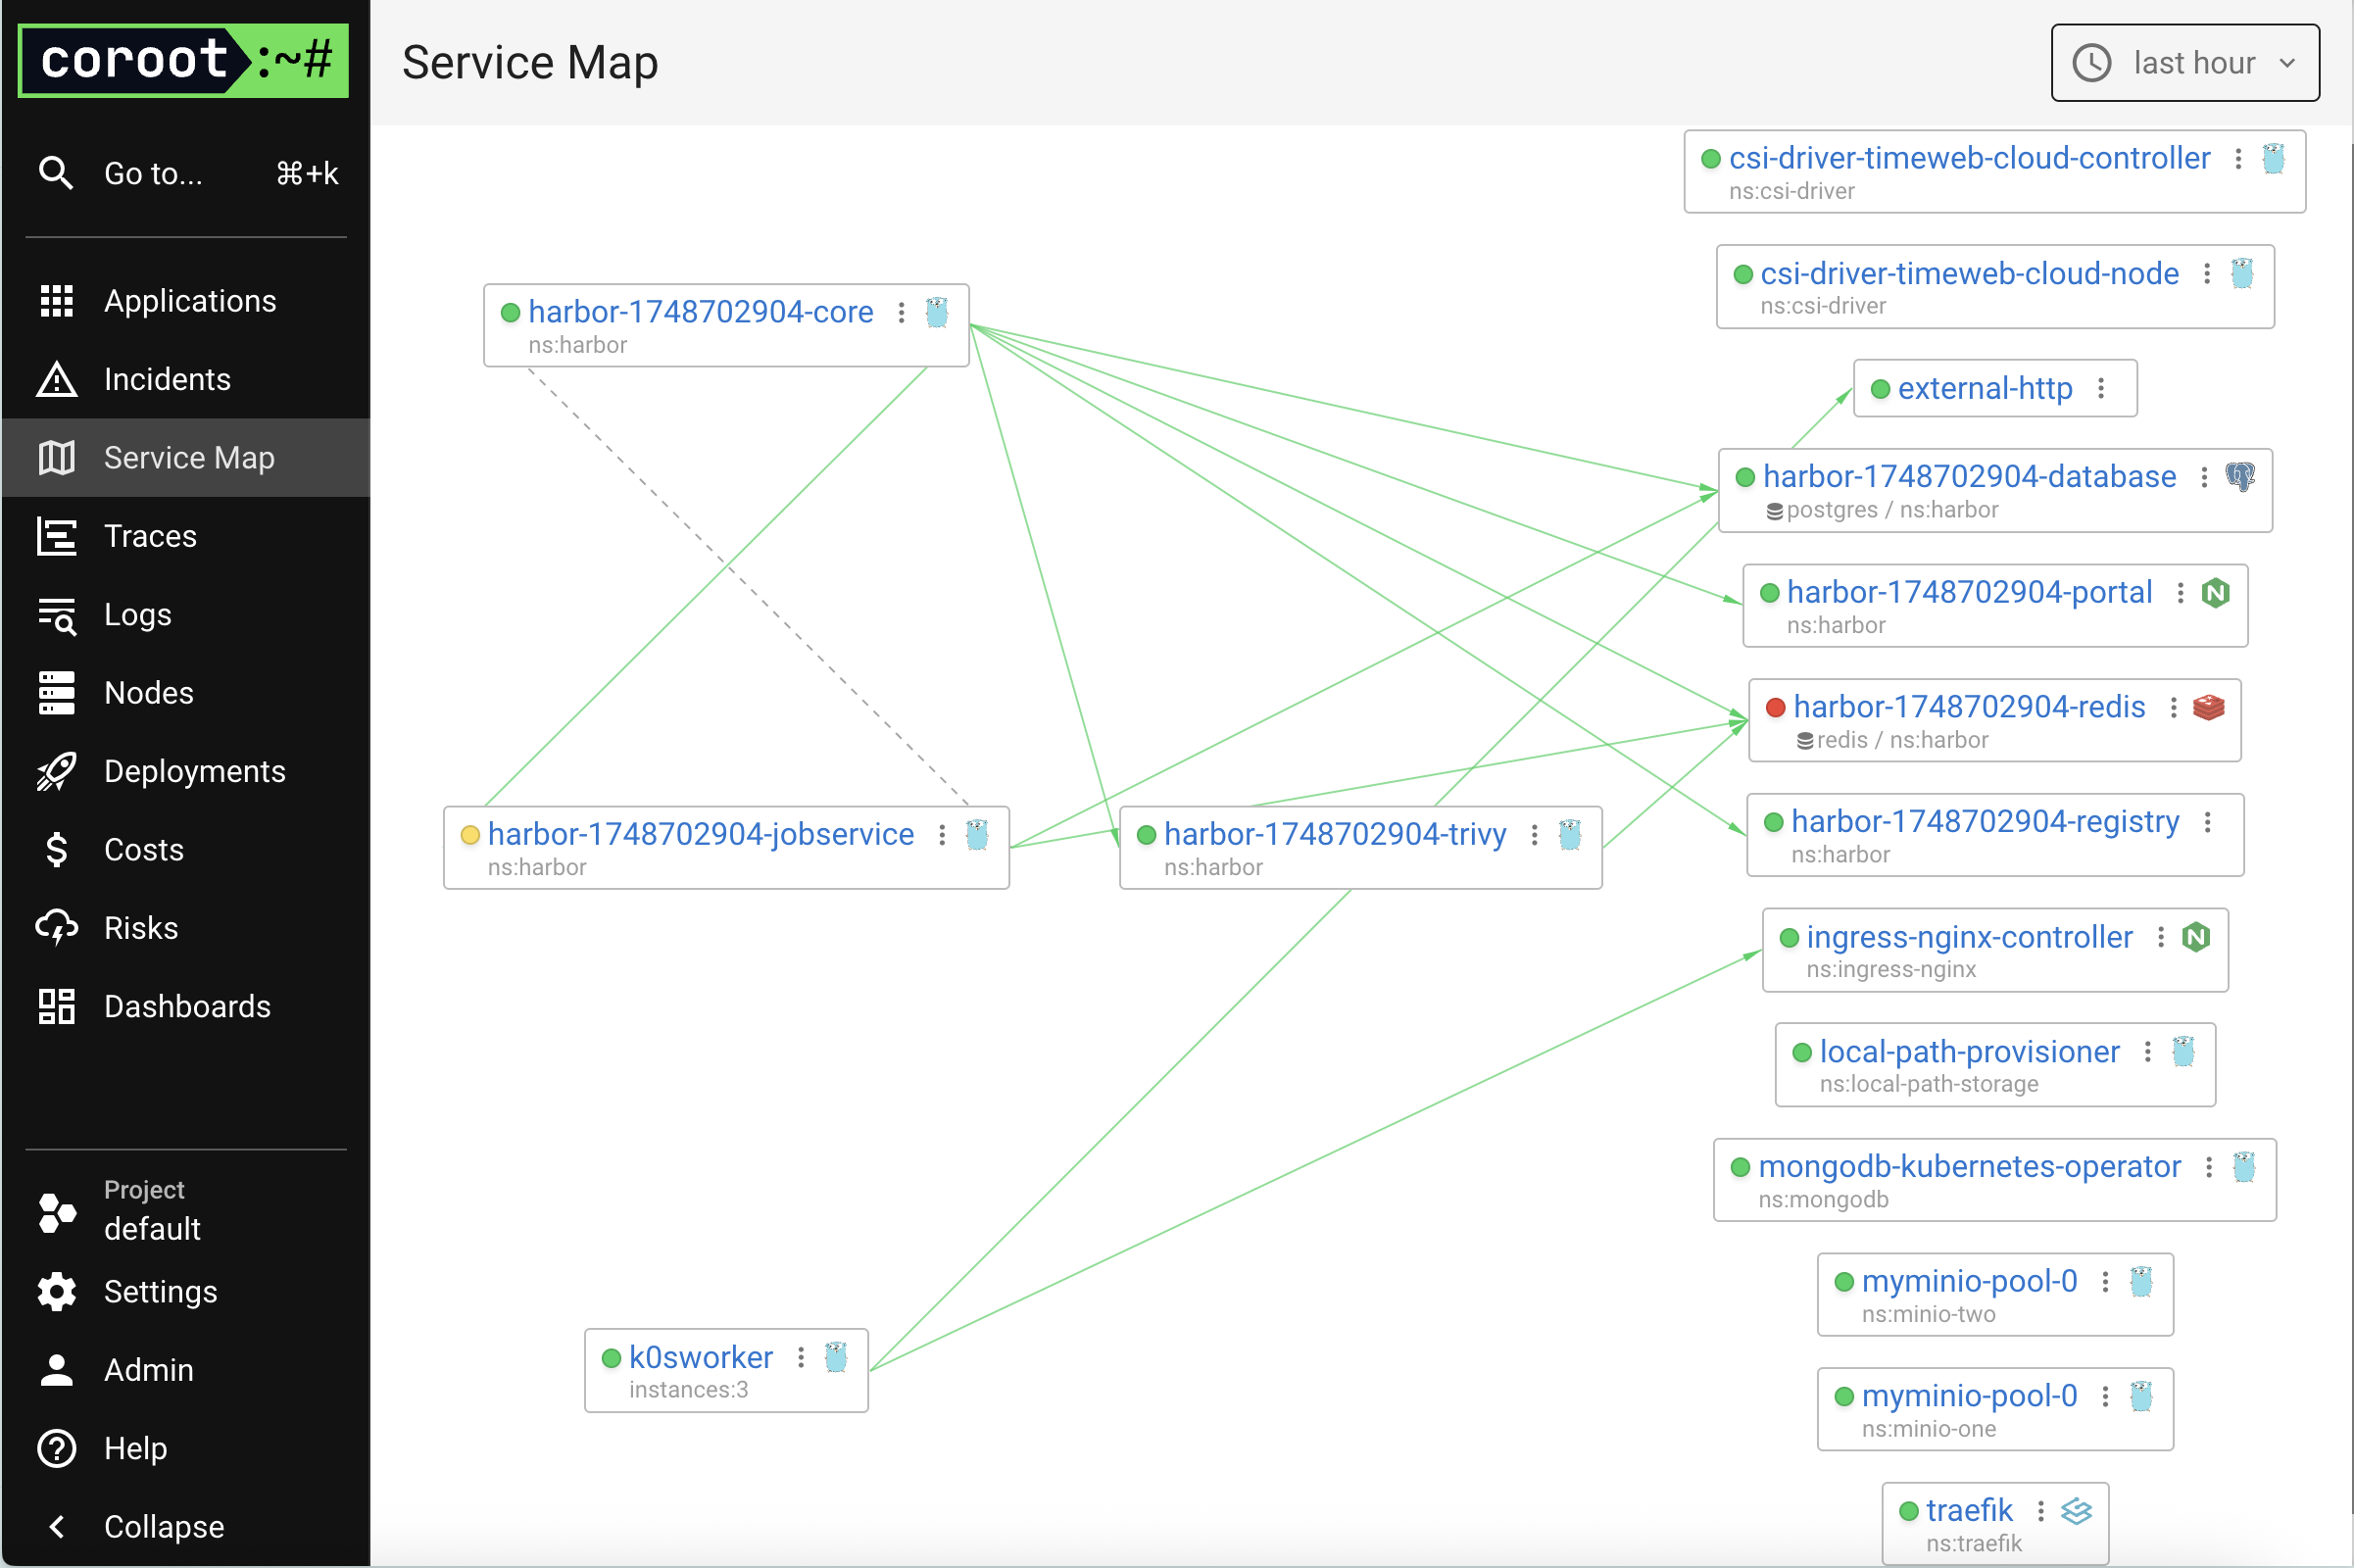 coroot:~#
Go to... ⌘+k
Applications
Incidents
Service Map
Traces
Logs
Nodes
Deployments
Costs
Risks
Dashboards
Project
default
Settings
Admin
Help
Collapse
Service Map
last hour
csi-driver-timeweb-cloud-controller
ns:csi-driver
csi-driver-timeweb-cloud-node
ns:csi-driver
harbor-1748702904-core
ns:harbor
external-http
harbor-1748702904-database
postgres / ns:harbor
harbor-1748702904-portal
ns:harbor
harbor-1748702904-redis
redis / ns:harbor
harbor-1748702904-jobservice
ns:harbor
harbor-1748702904-trivy
ns:harbor
harbor-1748702904-registry
ns:harbor
ingress-nginx-controller
ns:ingress-nginx
local-path-provisioner
ns:local-path-storage
mongodb-kubernetes-operator
ns:mongodb
myminio-pool-0
ns:minio-two
k0sworker
instances:3
myminio-pool-0
ns:minio-one
traefik
ns:traefik